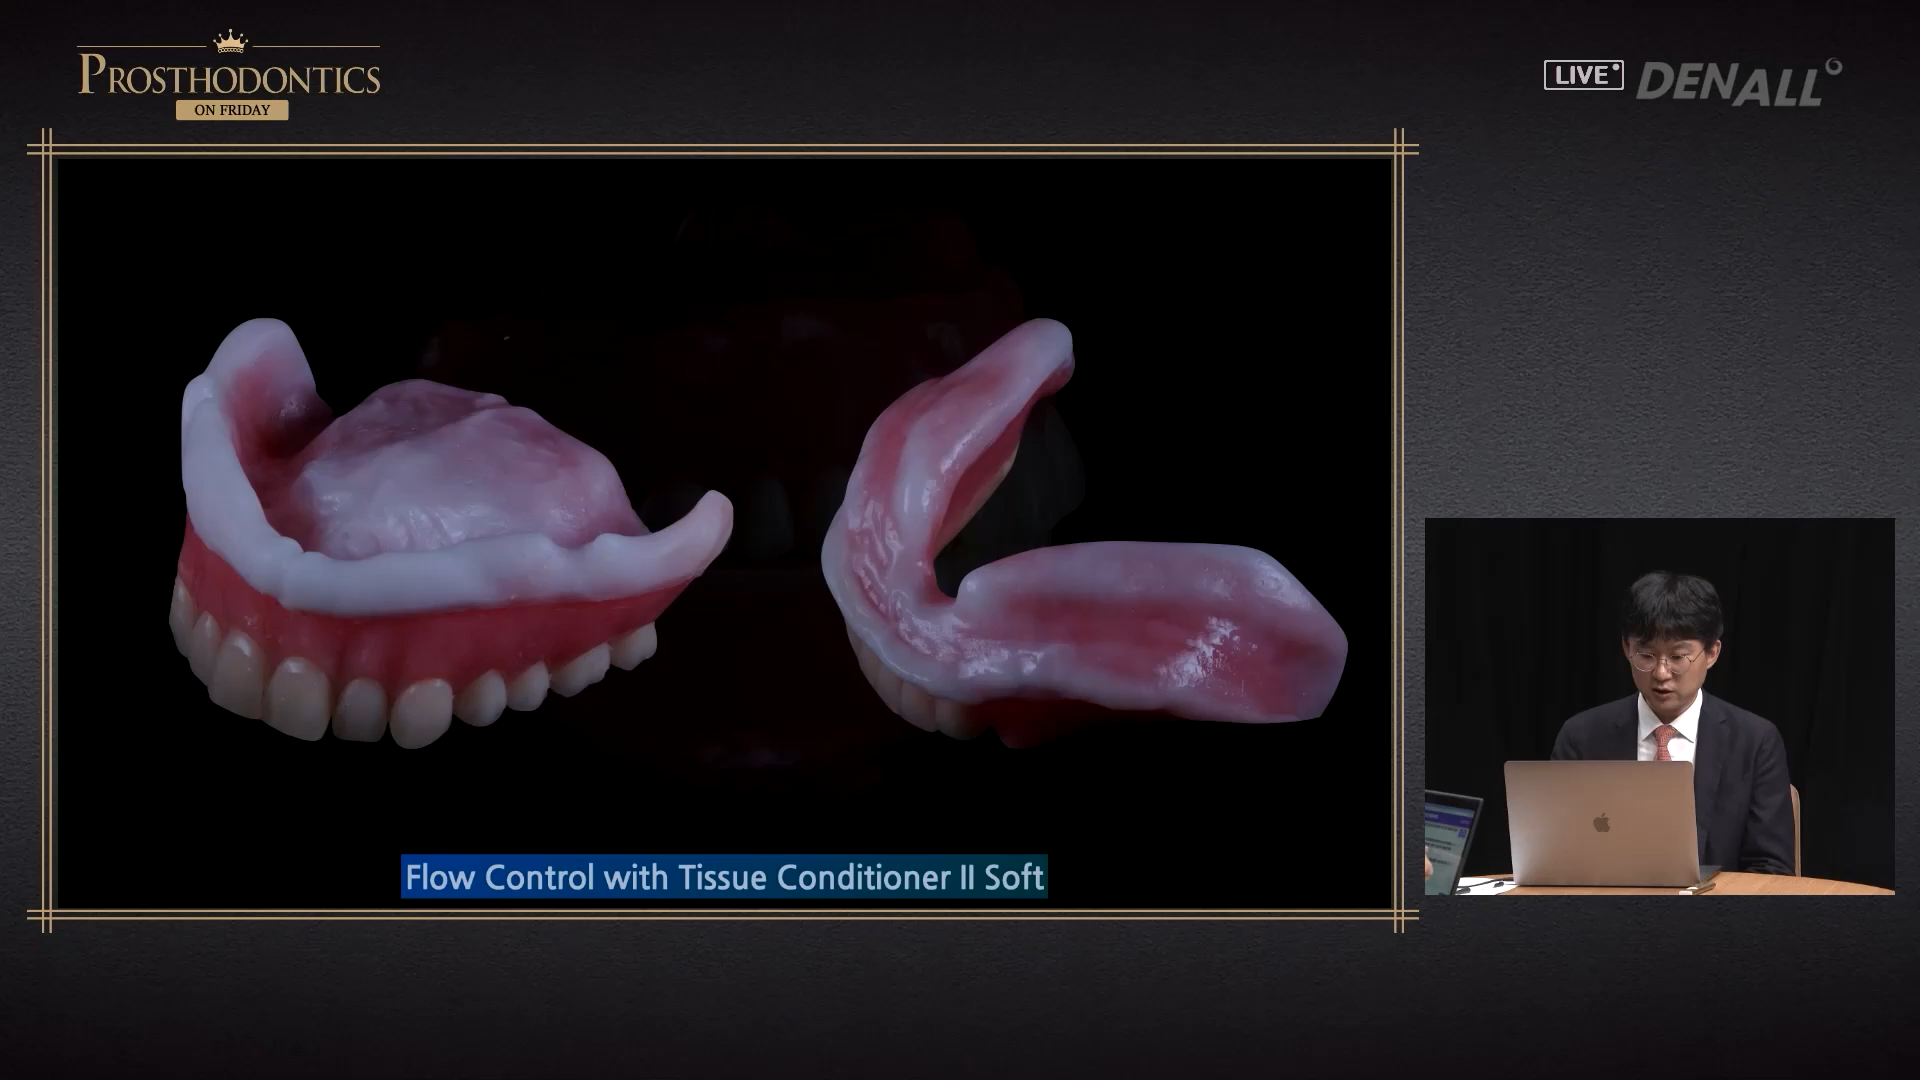 PROSTHODONTICS
ON FRIDAY
LIVE
DENALL
Flow Control with Tissue Conditioner II Soft